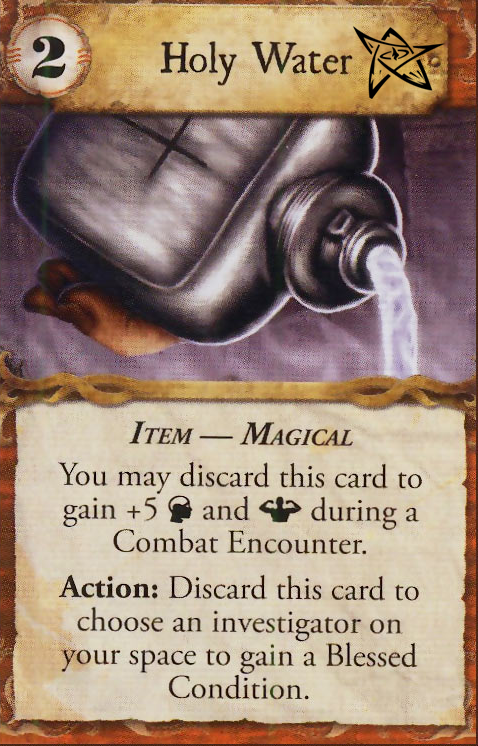 2
Holy Water
Item — Magical
You may discard this card to
gain +5 and during a
Combat Encounter.
Action: Discard this card to
choose an investigator on
your space to gain a Blessed
Condition.